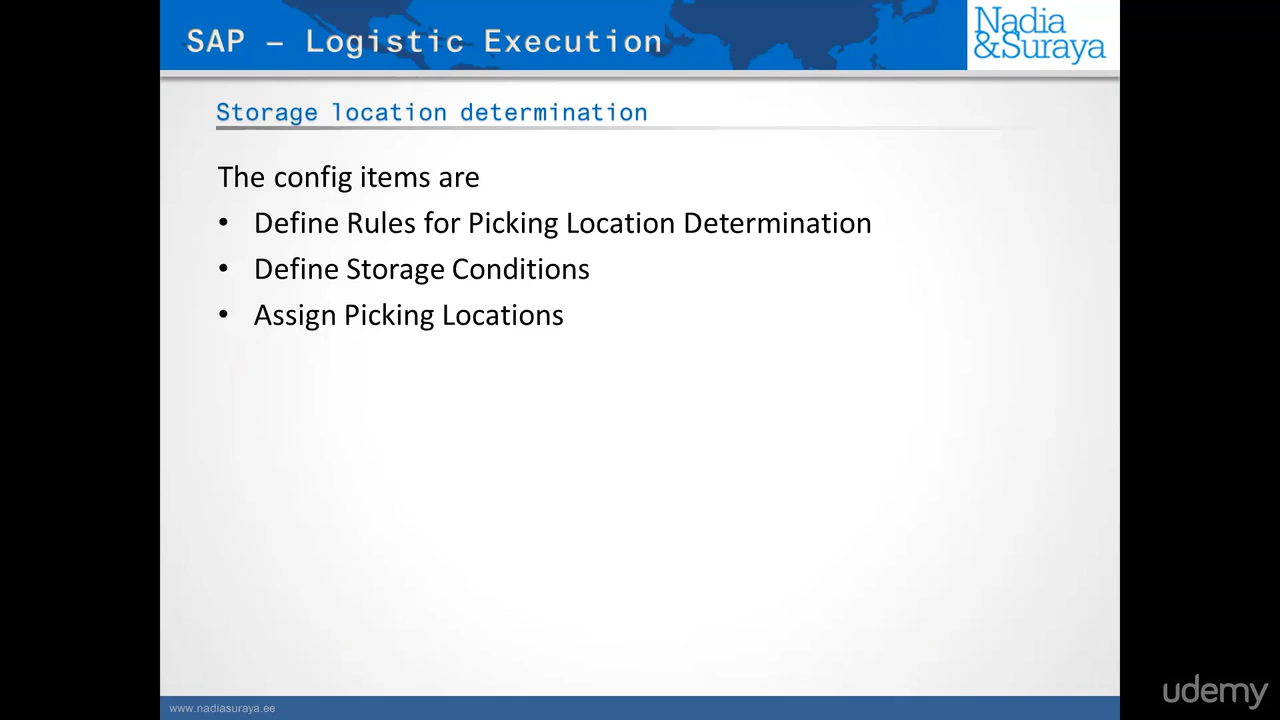 SAP – Logistic Execution
Nadia
&Suraya
Storage location determination
The config items are
• Define Rules for Picking Location Determination
• Define Storage Conditions
• Assign Picking Locations
www.nadiasuraya.ee
udemy